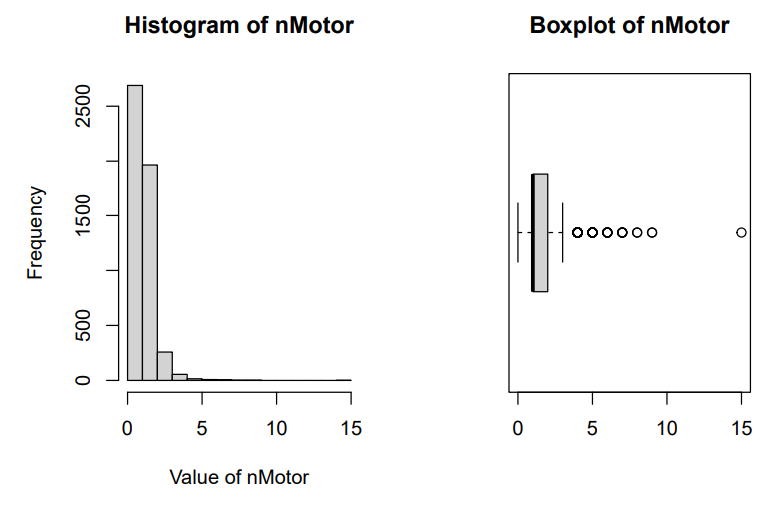 Histogram of nMotor
Frequency
2500
1500
500
0
0 5 10 15
Value of nMotor
Boxplot of nMotor
0 5 10 15